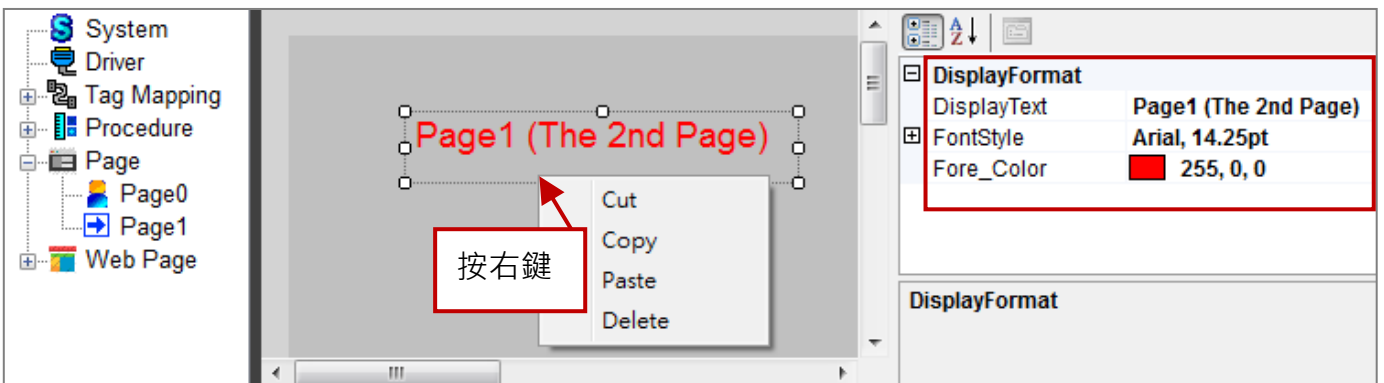 System
Driver
Tag Mapping
Procedure
Page
Page0
Page1
Web Page
Page1 (The 2nd Page)
按右鍵
Cut
Copy
Paste
Delete
A
Z
DisplayFormat
DisplayText Page1 (The 2nd Page)
FontStyle Arial, 14.25pt
Fore_Color 255, 0, 0
DisplayFormat